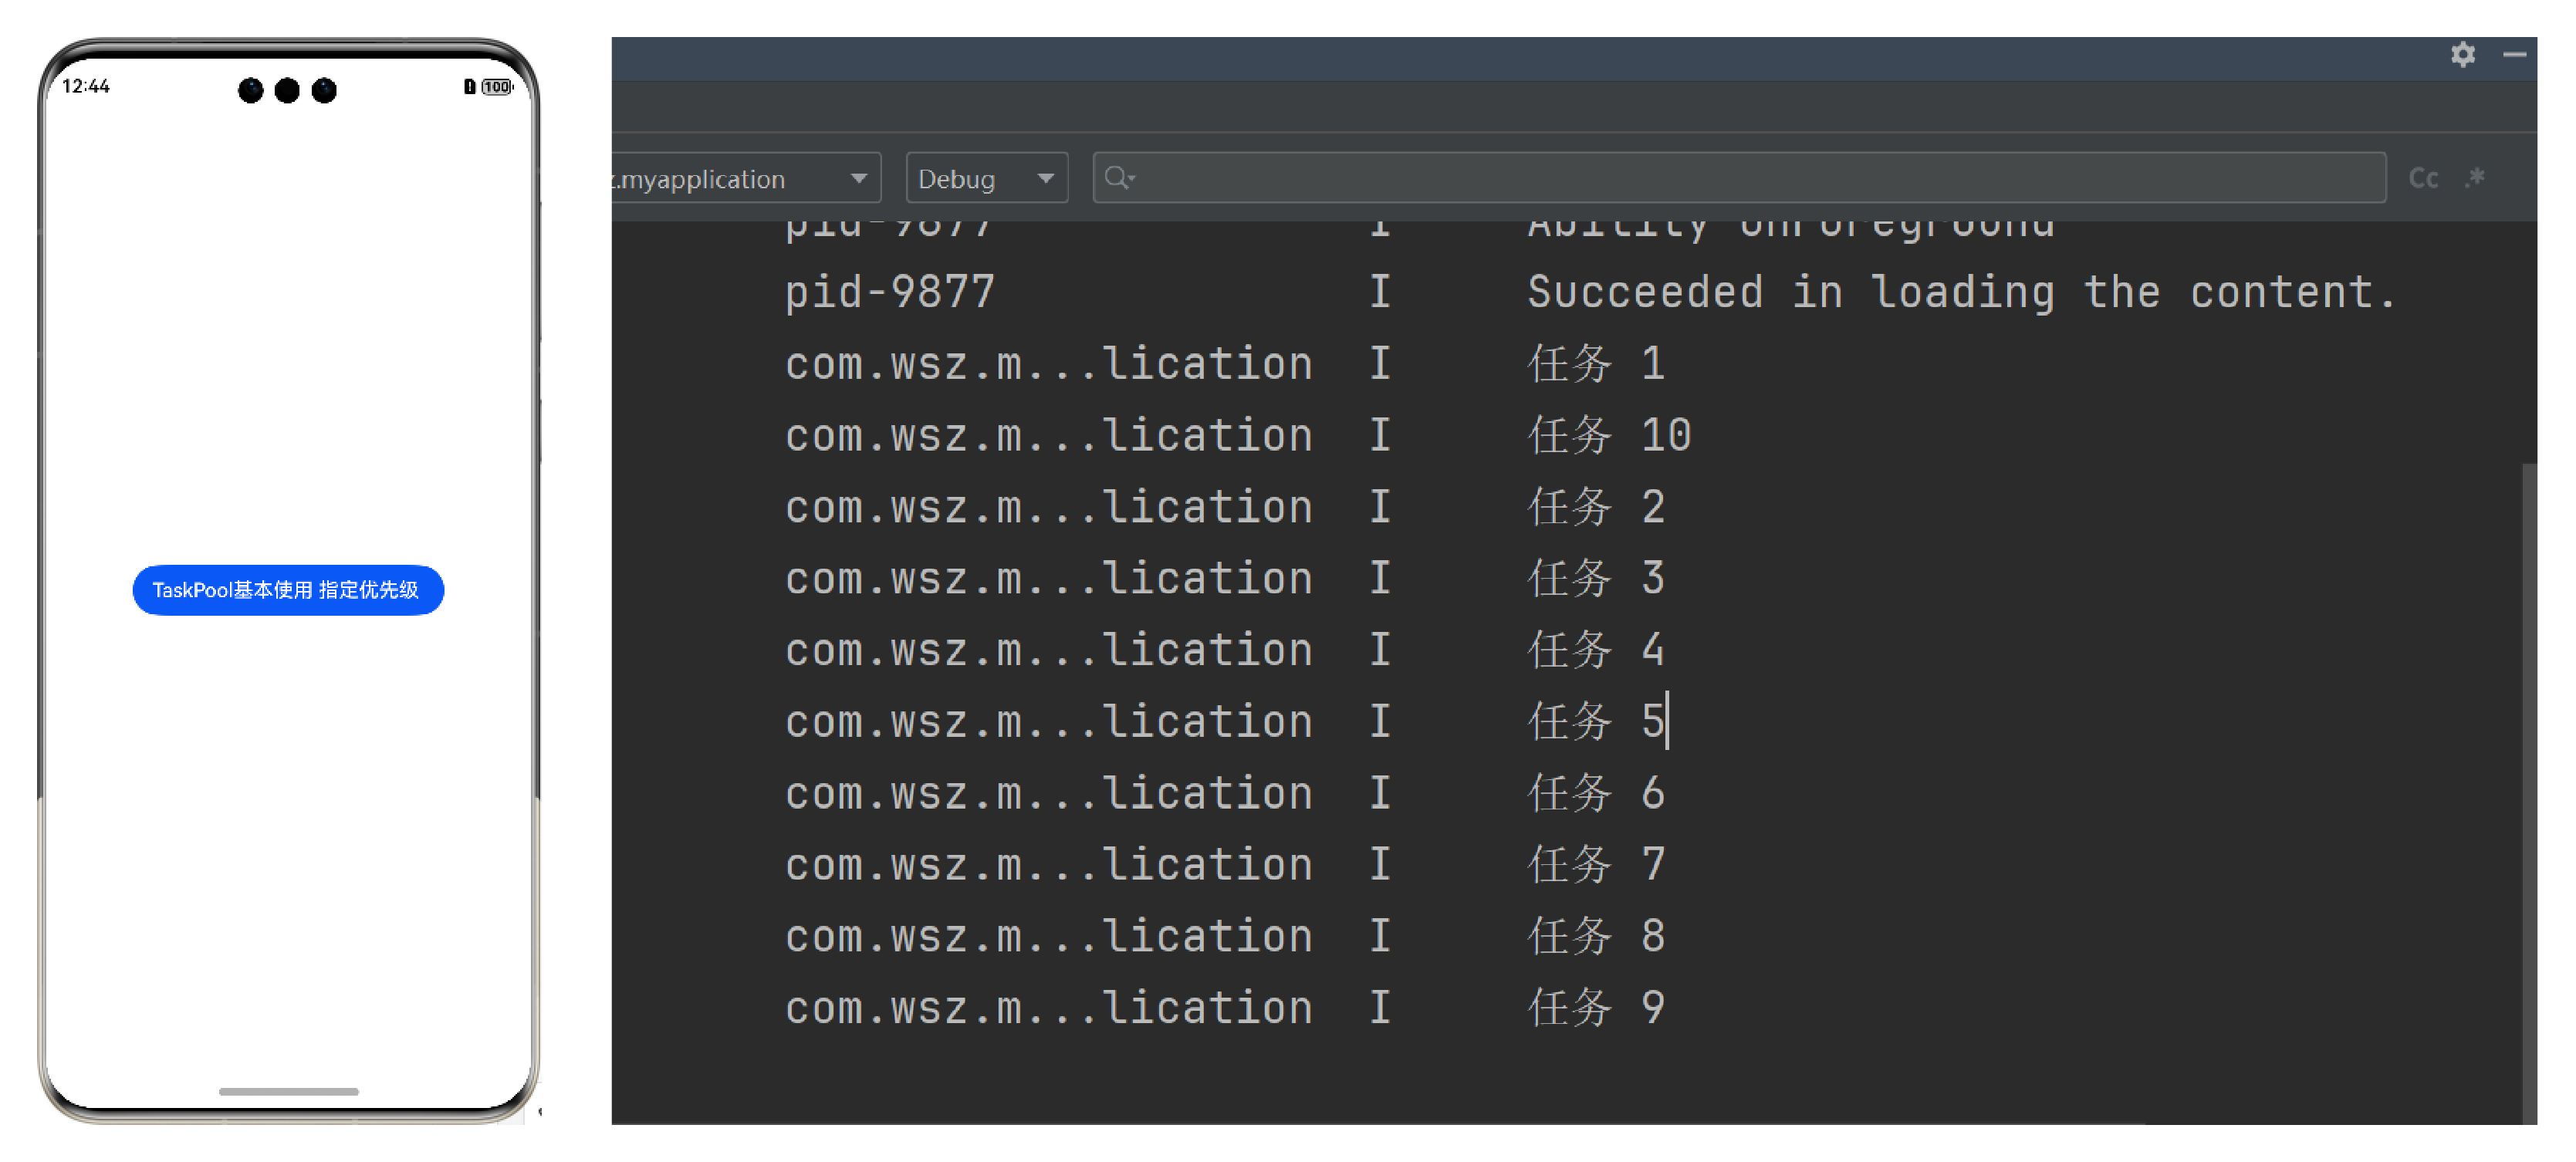 12:44
100
TaskPool基本使用 指定优先级
.myapplication
Debug
Cc .*
pid-9877 I Ability onForeground
pid-9877 I Succeeded in loading the content.
com.wsz.m...lication I 任务 1
com.wsz.m...lication I 任务 10
com.wsz.m...lication I 任务 2
com.wsz.m...lication I 任务 3
com.wsz.m...lication I 任务 4
com.wsz.m...lication I 任务 5
com.wsz.m...lication I 任务 6
com.wsz.m...lication I 任务 7
com.wsz.m...lication I 任务 8
com.wsz.m...lication I 任务 9